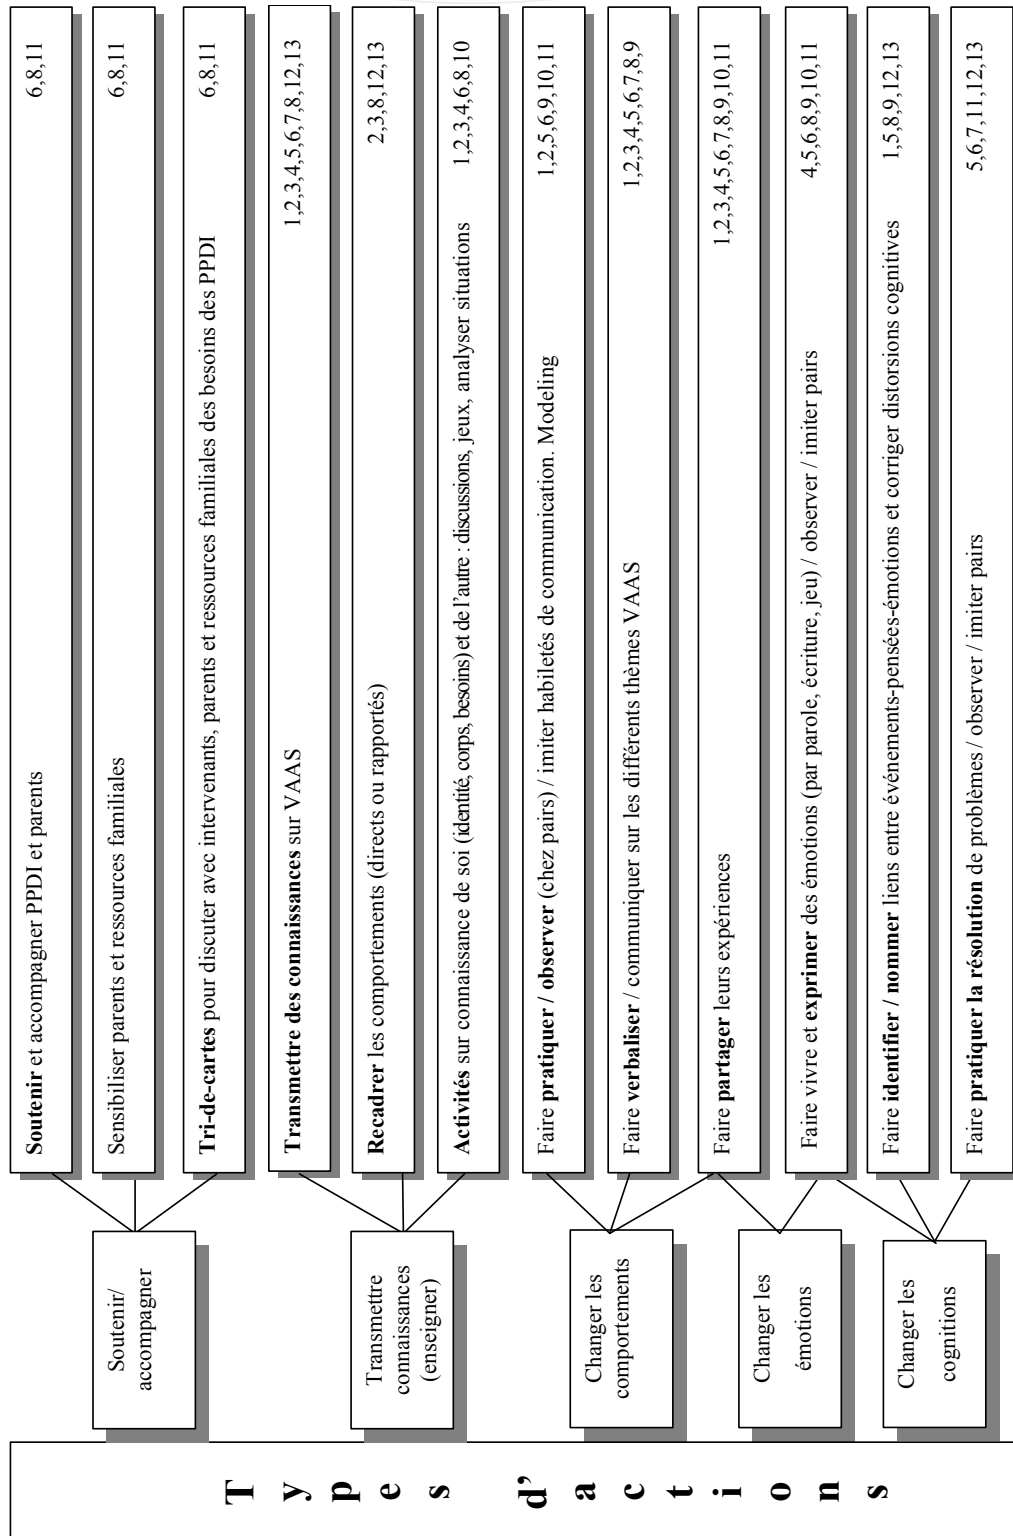 Types d'actions
Soutenir/
accompagner
Soutenir et accompagner PPDI et parents 6,8,11
Sensibiliser parents et ressources familiales 6,8,11
Tri-de-cartes pour discuter avec intervenants, parents et ressources familiales des besoins des PPDI 6,8,11
Transmettre
connaissances
(enseigner)
Transmettre des connaissances sur VAAS 1,2,3,4,5,6,7,8,12,13
Recadrer les comportements (directs ou rapportés) 2,3,8,12,13
Activités sur connaissance de soi (identité, corps, besoins) et de l'autre : discussions, jeux, analyser situations 1,2,3,4,6,8,10
Changer les
comportements
Faire pratiquer / observer (chez pairs) / imiter habiletés de communication. Modeling 1,2,5,6,9,10,11
Faire verbaliser / communiquer sur les différents thèmes VAAS 1,2,3,4,5,6,7,8,9
Faire partager leurs expériences 1,2,3,4,5,6,7,8,9,10,11
Changer les
émotions
Faire vivre et exprimer des émotions (par parole, écriture, jeu) / observer / imiter pairs 4,5,6,8,9,10,11
Changer les
cognitions
Faire identifier / nommer liens entre événements-pensées-émotions et corriger distorsions cognitives 1,5,8,9,12,13
Faire pratiquer la résolution de problèmes / observer / imiter pairs 5,6,7,11,12,13